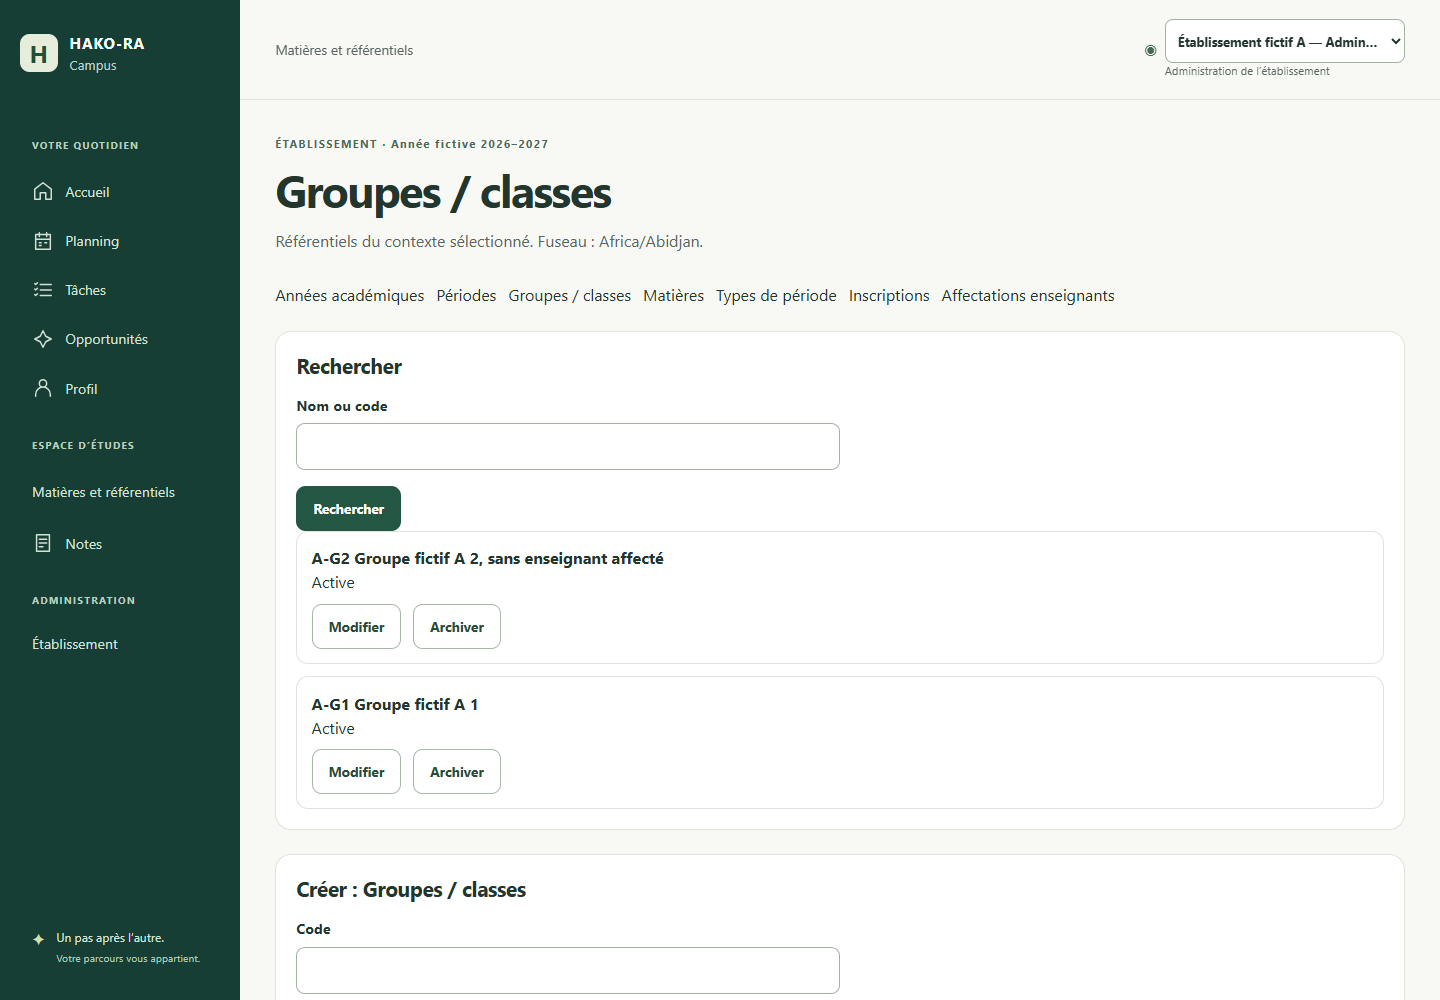 H
HAKO-RA
Campus
VOTRE QUOTIDIEN
Accueil
Planning
Tâches
Opportunités
Profil
ESPACE D'ÉTUDES
Matières et référentiels
Notes
ADMINISTRATION
Établissement
Un pas après l'autre.
Votre parcours vous appartient.
Matières et référentiels
Établissement fictif A — Admin...
Administration de l'établissement
ÉTABLISSEMENT · Année fictive 2026–2027
Groupes / classes
Référentiels du contexte sélectionné. Fuseau : Africa/Abidjan.
Années académiques Périodes Groupes / classes Matières Types de période Inscriptions Affectations enseignants
Rechercher
Nom ou code
Rechercher
A-G2 Groupe fictif A 2, sans enseignant affecté
Active
Modifier Archiver
A-G1 Groupe fictif A 1
Active
Modifier Archiver
Créer : Groupes / classes
Code